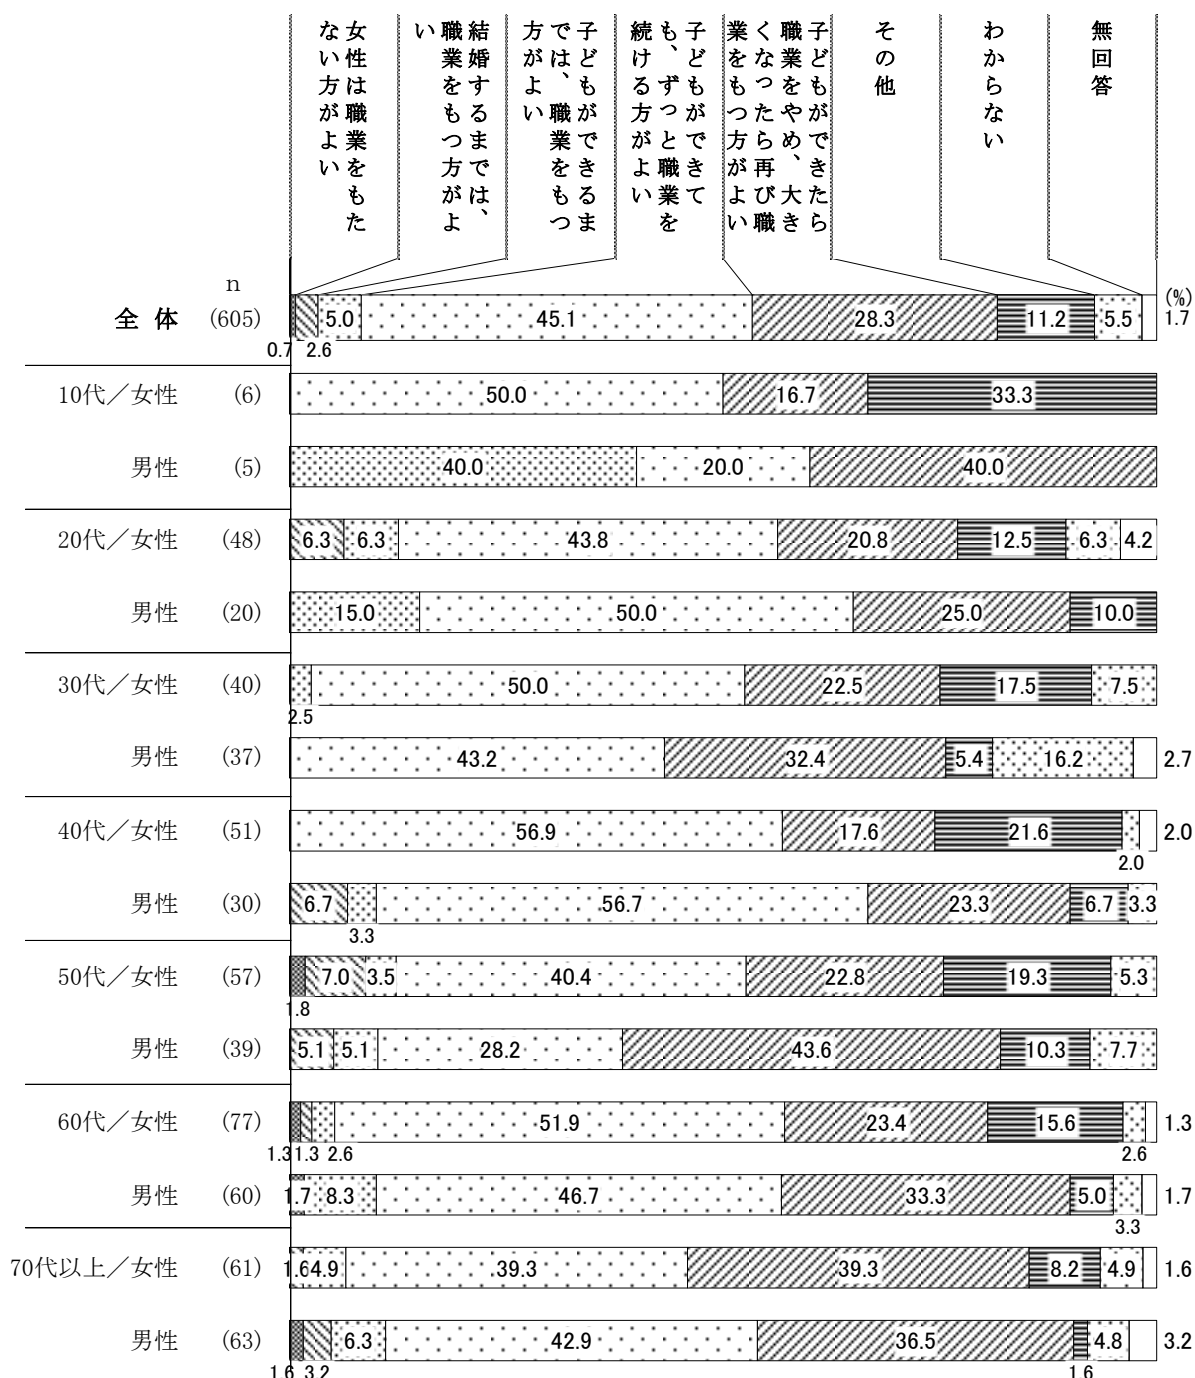 女性は職業をもた
ない方がよい
結婚するまでは、
職業をもつ方がよ
い
子どもができるま
では、職業をもつ
方がよい
子どもができて
も、ずっと職業を
続ける方がよい
子どもができたら
職業をやめ、大き
くなったら再び職
業をもつ方がよい
その他
わからない
無回答
n
(%)
全 体 (605) 5.0 45.1 28.3 11.2 5.5 1.7
0.7 2.6
10代／女性 (6) 50.0 16.7 33.3
男性 (5) 40.0 20.0 40.0
20代／女性 (48) 6.3 6.3 43.8 20.8 12.5 6.3 4.2
男性 (20) 15.0 50.0 25.0 10.0
30代／女性 (40) 50.0 22.5 17.5 7.5
2.5
男性 (37) 43.2 32.4 5.4 16.2 2.7
40代／女性 (51) 56.9 17.6 21.6 2.0
2.0
男性 (30) 6.7 56.7 23.3 6.7 3.3
3.3
50代／女性 (57) 7.0 3.5 40.4 22.8 19.3 5.3
1.8
男性 (39) 5.1 5.1 28.2 43.6 10.3 7.7
60代／女性 (77) 51.9 23.4 15.6 1.3
1.3 1.3 2.6 2.6
男性 (60) 1.7 8.3 46.7 33.3 5.0 1.7
3.3
70代以上／女性 (61) 1.6 4.9 39.3 39.3 8.2 4.9 1.6
男性 (63) 6.3 42.9 36.5 4.8 3.2
1.6 3.2 1.6